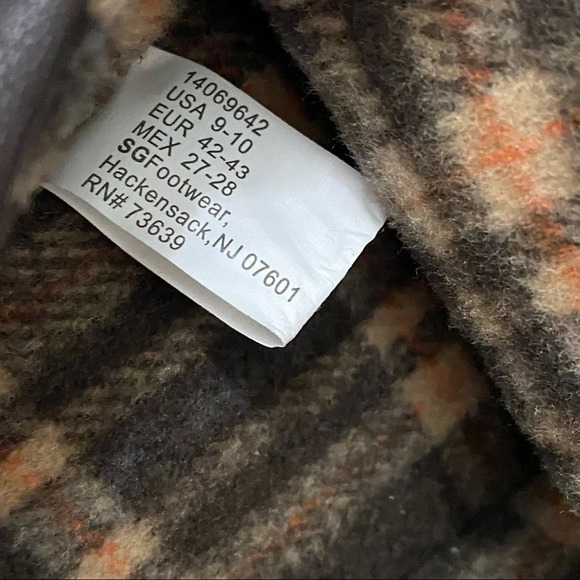 14069642
USA 9-10
EUR 42-43
MEX 27-28
SGFootwear,
Hackensack, NJ 07601
RN# 73639